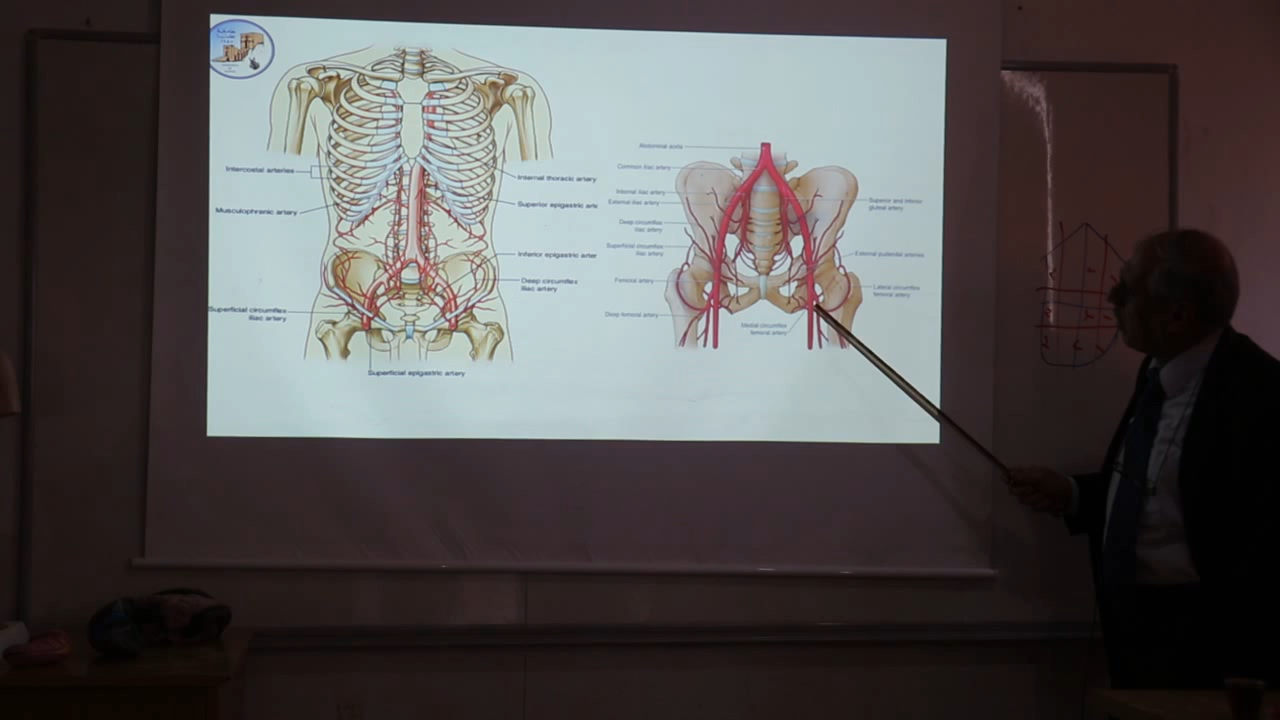 Intercostal arteries
Musculophrenic artery
Superficial circumflex
iliac artery
Superficial epigastric artery
Internal thoracic artery
Superior epigastric arte
Inferior epigastric arter
Deep circumflex
iliac artery
Abdominal aorta
Common iliac artery
Internal iliac artery
External iliac artery
Deep circumflex
iliac artery
Superficial circumflex
iliac artery
Femoral artery
Deep femoral artery
Medial circumflex
femoral artery
Superior and inferior
gluteal artery
External pudendal arteries
Lateral circumflex
femoral artery